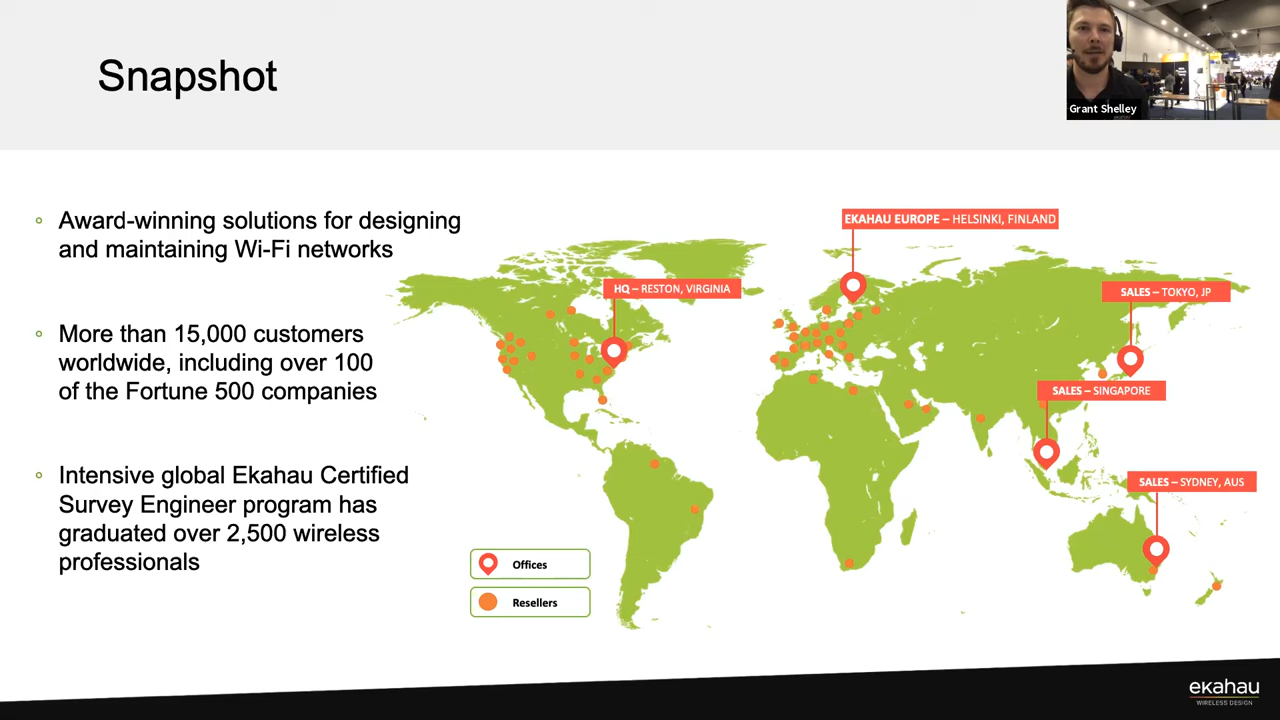 Snapshot
Grant Shelley
Award-winning solutions for designing
and maintaining Wi-Fi networks
More than 15,000 customers
worldwide, including over 100
of the Fortune 500 companies
Intensive global Ekahau Certified
Survey Engineer program has
graduated over 2,500 wireless
professionals
EKAHAU EUROPE – HELSINKI, FINLAND
HQ – RESTON, VIRGINIA
SALES – TOKYO, JP
SALES – SINGAPORE
SALES – SYDNEY, AUS
Offices
Resellers
ekahau
WIRELESS DESIGN